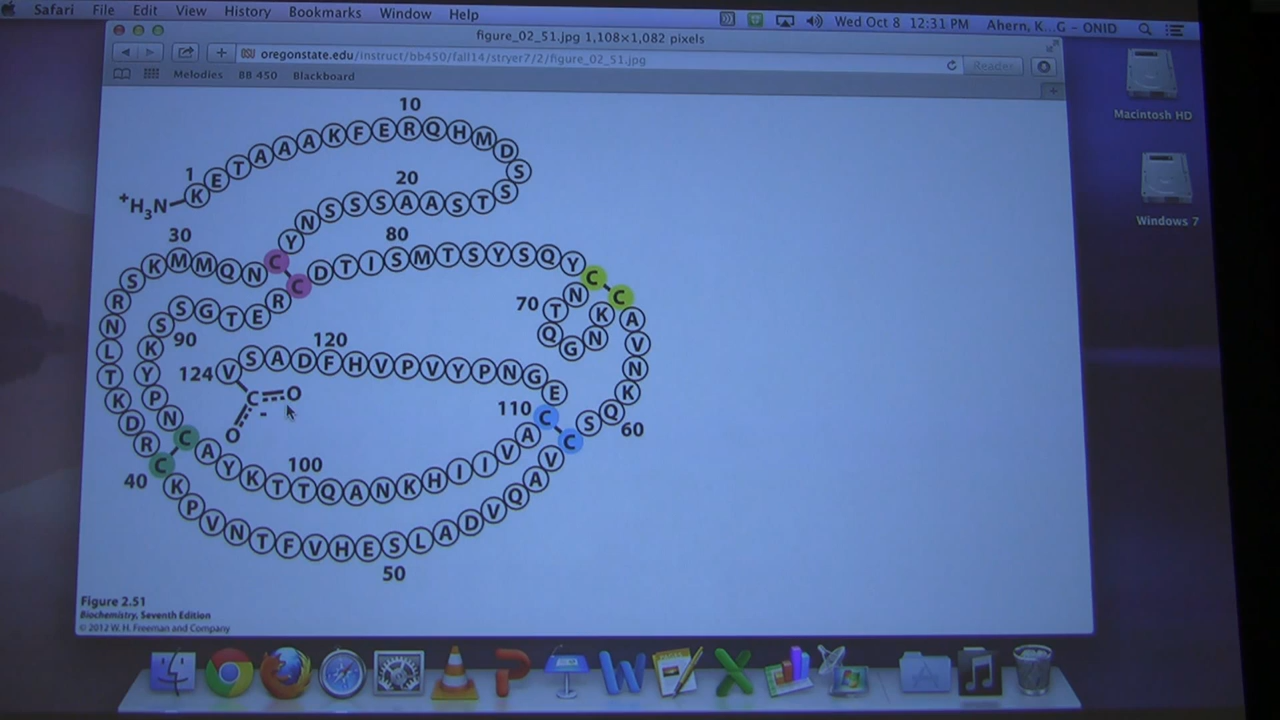 Safari File Edit View History Bookmarks Window Help Wed Oct 8 12:31 PM Ahern, K...G - ONID
figure_02_51.jpg 1,108×1,082 pixels
oregonstate.edu/instruct/bb450/fall14/stryer7/2/figure_02_51.jpg Reader
Melodies BB 450 Blackboard
Macintosh HD
Windows 7
10
1
+H3N K E T A A A K F E R Q H M D S
20
Y N S S S A A S T S
30 80
R S K M M Q N C
C D T I S M T S Y S Q Y C
70
N T Q G N K C A V N K Q S
60
90
N L T K D R C
R E T G S S K Y P N C
120
124 V S A D F H V P V Y P N G E
C O
-
O
110
C C
100
A Y K T T Q A N K H I I V A
40
K P V N T F V H E S L A D V Q A V
50
Figure 2.51
Biochemistry, Seventh Edition
© 2012 W. H. Freeman and Company